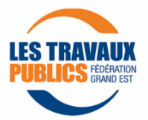 LES TRAVAUX
PUBLICS FÉDÉRATION
GRAND EST